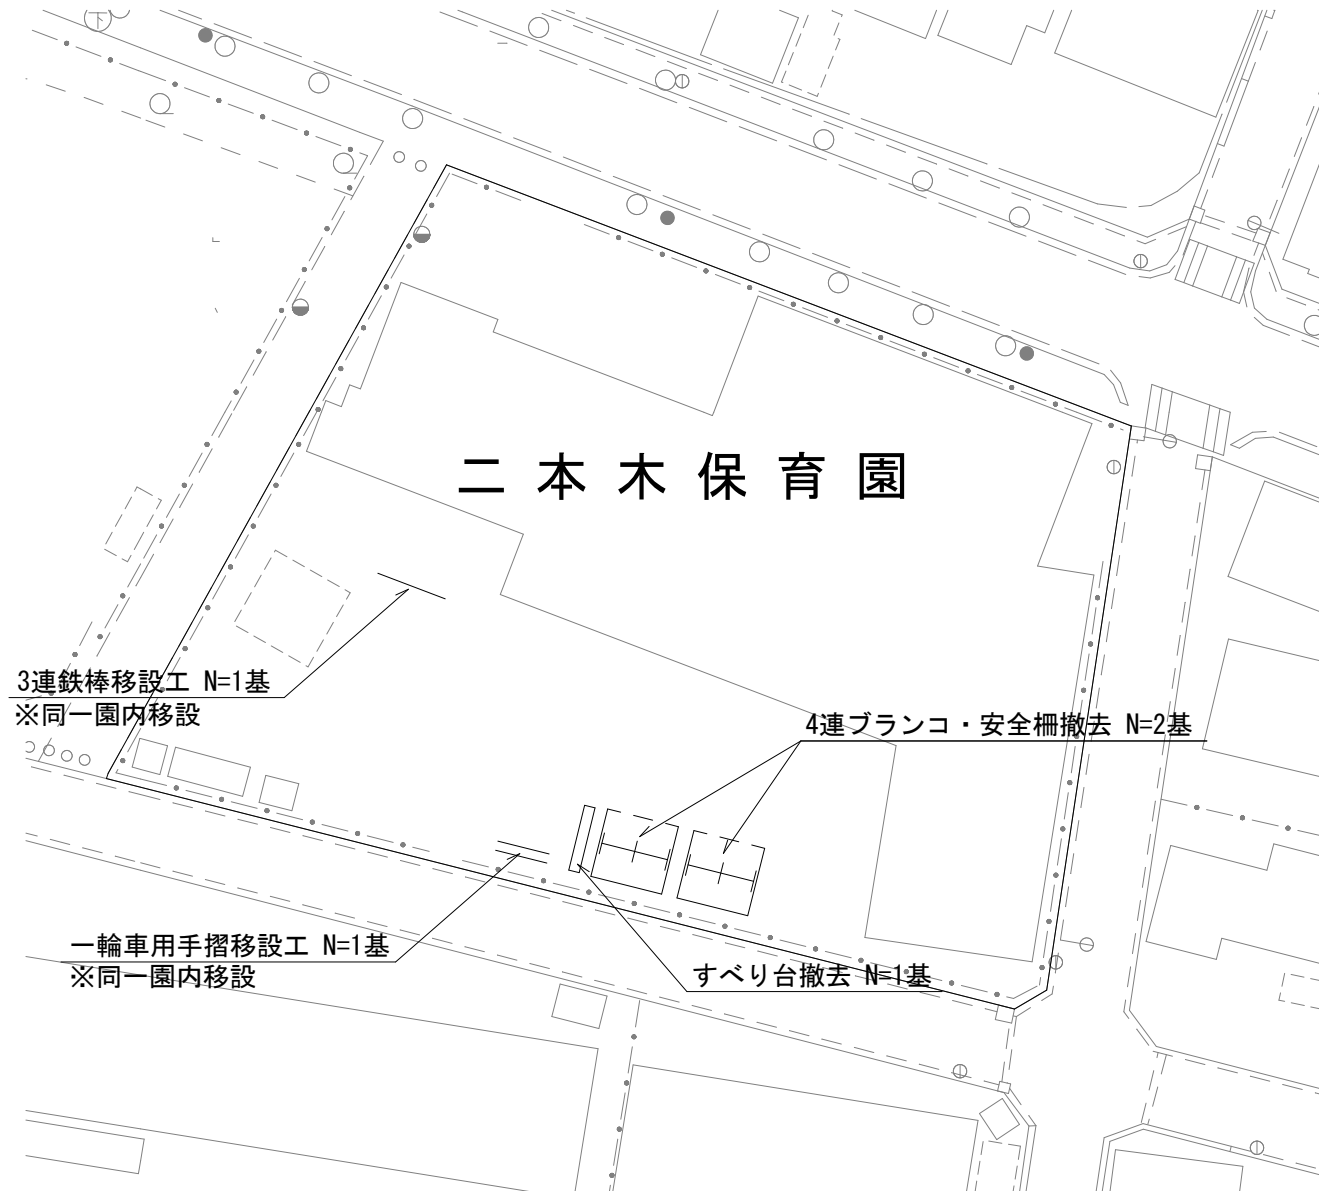 二本木保育園
3連鉄棒移設工 N=1基
※同一園内移設
4連ブランコ・安全柵撤去 N=2基
一輪車用手摺移設工 N=1基
※同一園内移設
すべり台撤去 N=1基